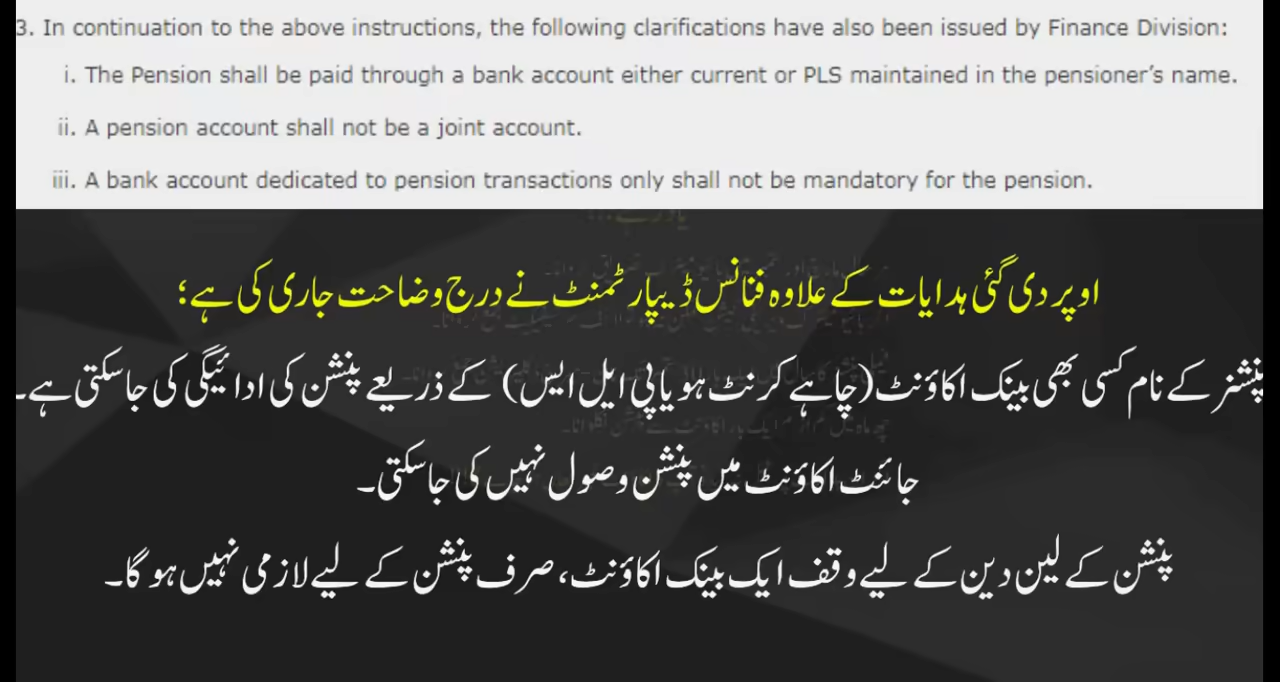 3. In continuation to the above instructions, the following clarifications have also been issued by Finance Division:
i. The Pension shall be paid through a bank account either current or PLS maintained in the pensioner's name.
ii. A pension account shall not be a joint account.
iii. A bank account dedicated to pension transactions only shall not be mandatory for the pension.
اوپر دی گئی ہدایات کے علاوہ فنانس ڈیپارٹمنٹ نے درج وضاحت جاری کی ہے؛
پنشنر کے نام کسی بھی بینک اکاؤنٹ (چاہے کرنٹ ہو یا پی ایل ایس) کے ذریعے پنشن کی ادائیگی کی جاسکتی ہے۔
جائنٹ اکاؤنٹ میں پنشن وصول نہیں کی جاسکتی۔
پنشن کے لین دین کے لیے وقف ایک بینک اکاؤنٹ، صرف پنشن کے لیے لازمی نہیں ہوگا۔